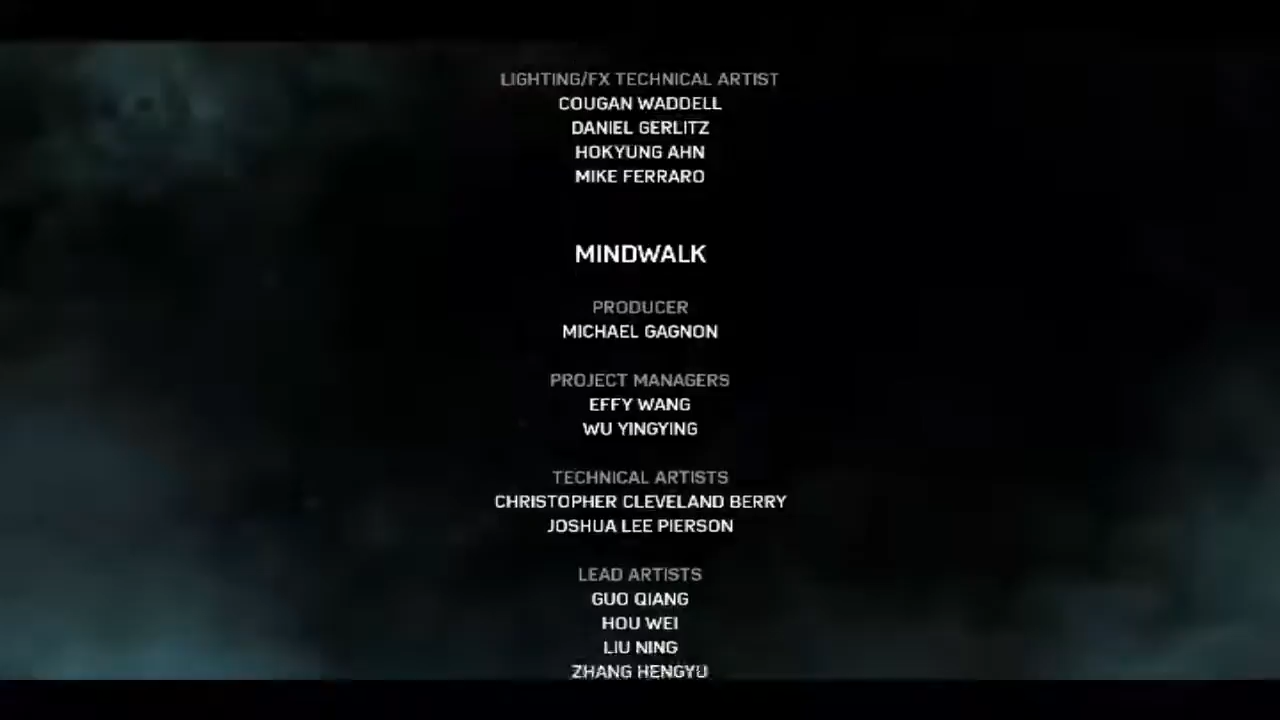 LIGHTING/FX TECHNICAL ARTIST
COUGAN WADDELL
DANIEL GERLITZ
HOKYUNG AHN
MIKE FERRARO
MINDWALK
PRODUCER
MICHAEL GAGNON
PROJECT MANAGERS
EFFY WANG
WU YINGYING
TECHNICAL ARTISTS
CHRISTOPHER CLEVELAND BERRY
JOSHUA LEE PIERSON
LEAD ARTISTS
GUO QIANG
HOU WEI
LIU NING
ZHANG HENGYU